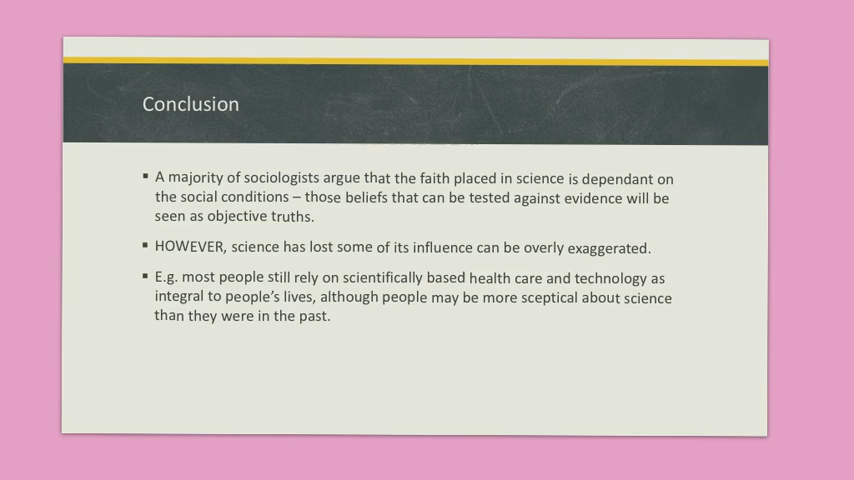 Conclusion
▪ A majority of sociologists argue that the faith placed in science is dependant on
the social conditions – those beliefs that can be tested against evidence will be
seen as objective truths.
▪ HOWEVER, science has lost some of its influence can be overly exaggerated.
▪ E.g. most people still rely on scientifically based health care and technology as
integral to people’s lives, although people may be more sceptical about science
than they were in the past.